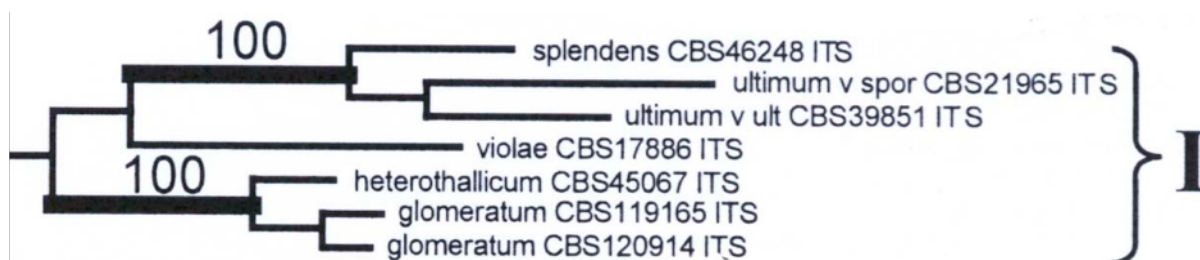 100
splendens CBS46248 ITS
ultimum v spor CBS21965 ITS
ultimum v ult CBS39851 ITS
violae CBS17886 ITS
100
heterothallicum CBS45067 ITS
glomeratum CBS119165 ITS
glomeratum CBS120914 ITS
I